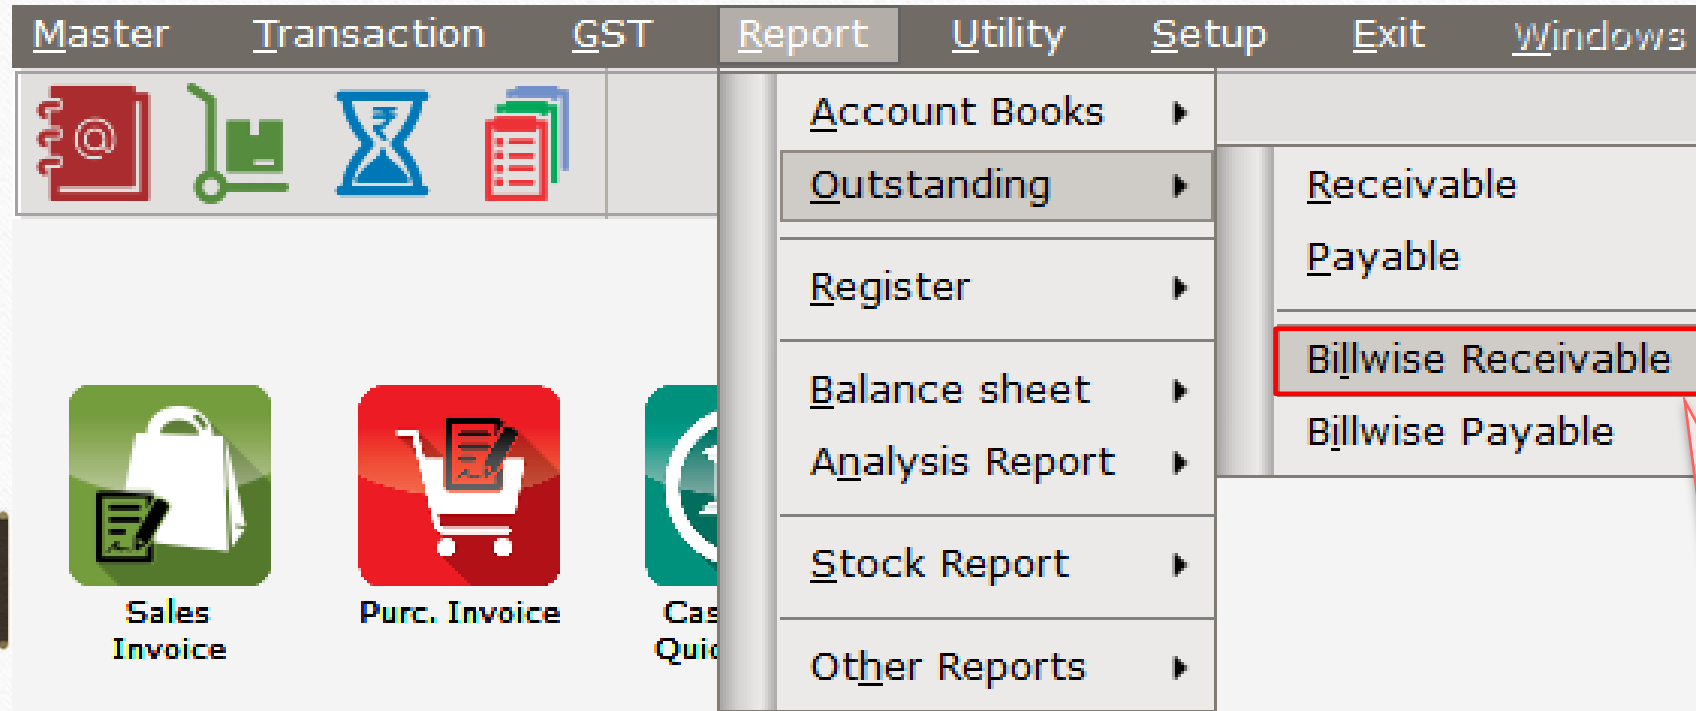 Master Transaction GST Report Utility Setup Exit Windows
@
₹
Account Books
Outstanding
Register
Balance sheet
Analysis Report
Stock Report
Other Reports
Receivable
Payable
Billwise Receivable
Billwise Payable
Sales
Invoice
Purc. Invoice